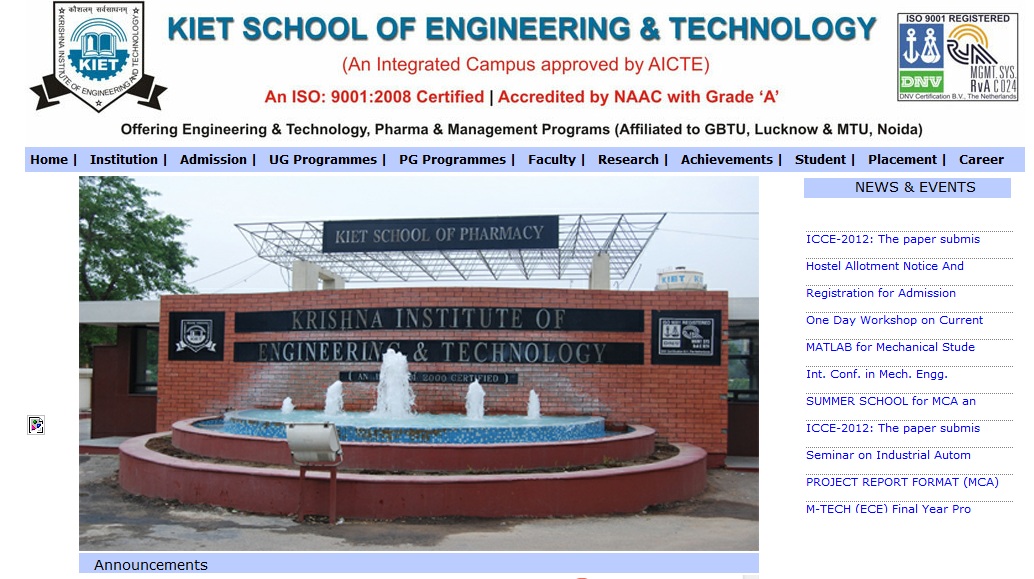 कौशलम् सर्वसाधनम्
KRISHNA INSTITUTE OF ENGINEERING AND TECHNOLOGY
KIET
KIET SCHOOL OF ENGINEERING & TECHNOLOGY
(An Integrated Campus approved by AICTE)
An ISO: 9001:2008 Certified | Accredited by NAAC with Grade ‘A’
Offering Engineering & Technology, Pharma & Management Programs (Affiliated to GBTU, Lucknow & MTU, Noida)
ISO 9001 REGISTERED
DNV
MGMT. SYS.
RvA C 024
DNV Certification B.V., The Netherlands
Home | Institution | Admission | UG Programmes | PG Programmes | Faculty | Research | Achievements | Student | Placement | Career
KIET SCHOOL OF PHARMACY
KIET
KRISHNA INSTITUTE OF
ENGINEERING & TECHNOLOGY
2000 CERTIFIED )
NEWS & EVENTS
ICCE-2012: The paper submis
Hostel Allotment Notice And
Registration for Admission
One Day Workshop on Current
MATLAB for Mechanical Stude
Int. Conf. in Mech. Engg.
SUMMER SCHOOL for MCA an
ICCE-2012: The paper submis
Seminar on Industrial Autom
PROJECT REPORT FORMAT (MCA)
M-TECH (ECE) Final Year Pro
Announcements